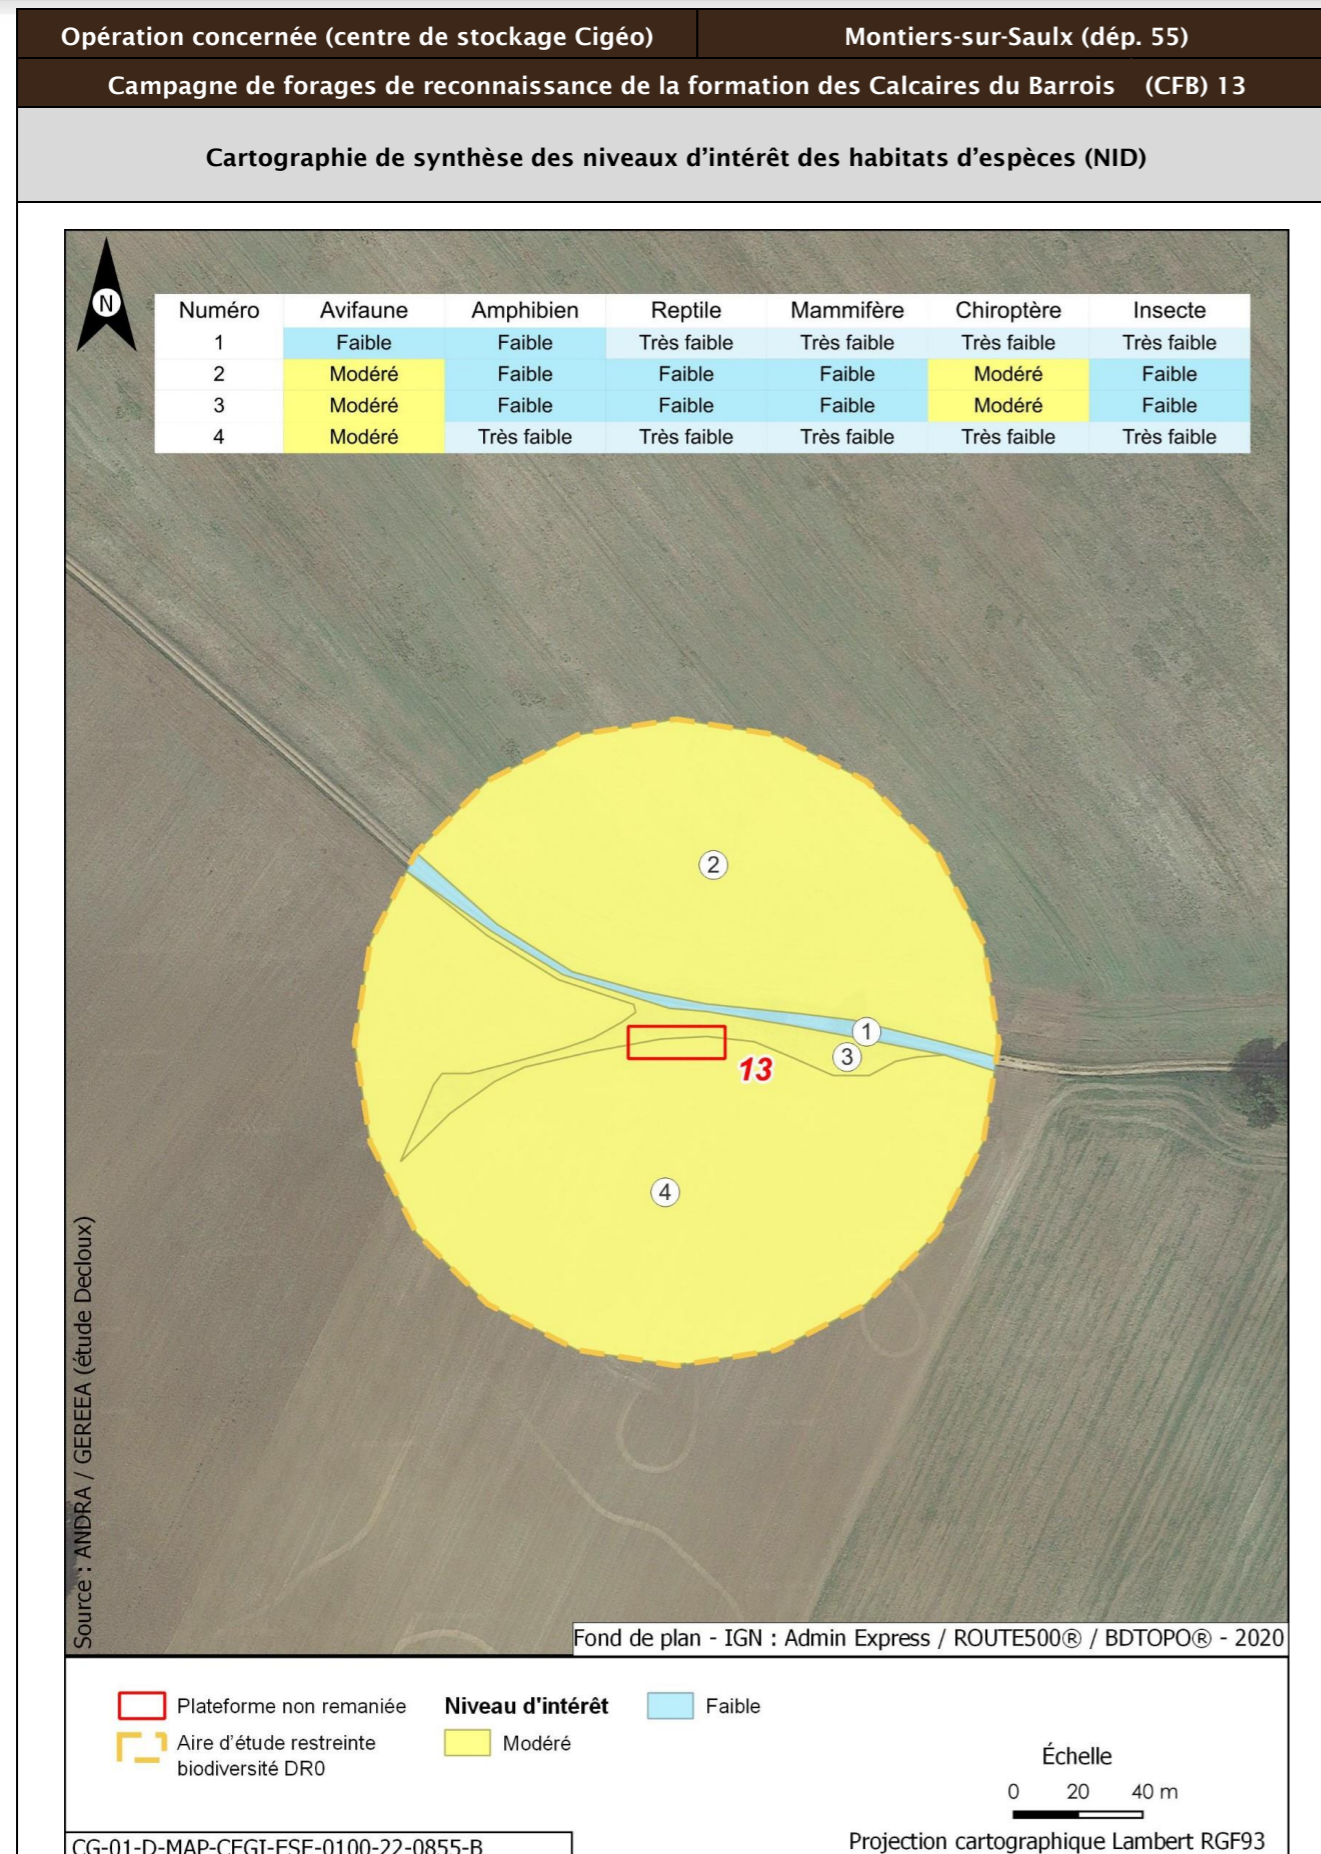 Opération concernée (centre de stockage Cigéo) Montiers-sur-Saulx (dép. 55)
Campagne de forages de reconnaissance de la formation des Calcaires du Barrois (CFB) 13
Cartographie de synthèse des niveaux d'intérêt des habitats d'espèces (NID)
N
Numéro Avifaune Amphibien Reptile Mammifère Chiroptère Insecte
1 Faible Faible Très faible Très faible Très faible Très faible
2 Modéré Faible Faible Faible Modéré Faible
3 Modéré Faible Faible Faible Modéré Faible
4 Modéré Très faible Très faible Très faible Très faible Très faible
2
1
3
13
4
Source : ANDRA / GEREEA (étude Decloux)
Fond de plan - IGN : Admin Express / ROUTE500® / BDTOPO® - 2020
Plateforme non remaniée Niveau d'intérêt Faible
Aire d'étude restreinte Modéré
biodiversité DR0
Échelle
0 20 40 m
Projection cartographique Lambert RGF93
CG-01-D-MAP-CEGI-ESE-0100-22-0855-B